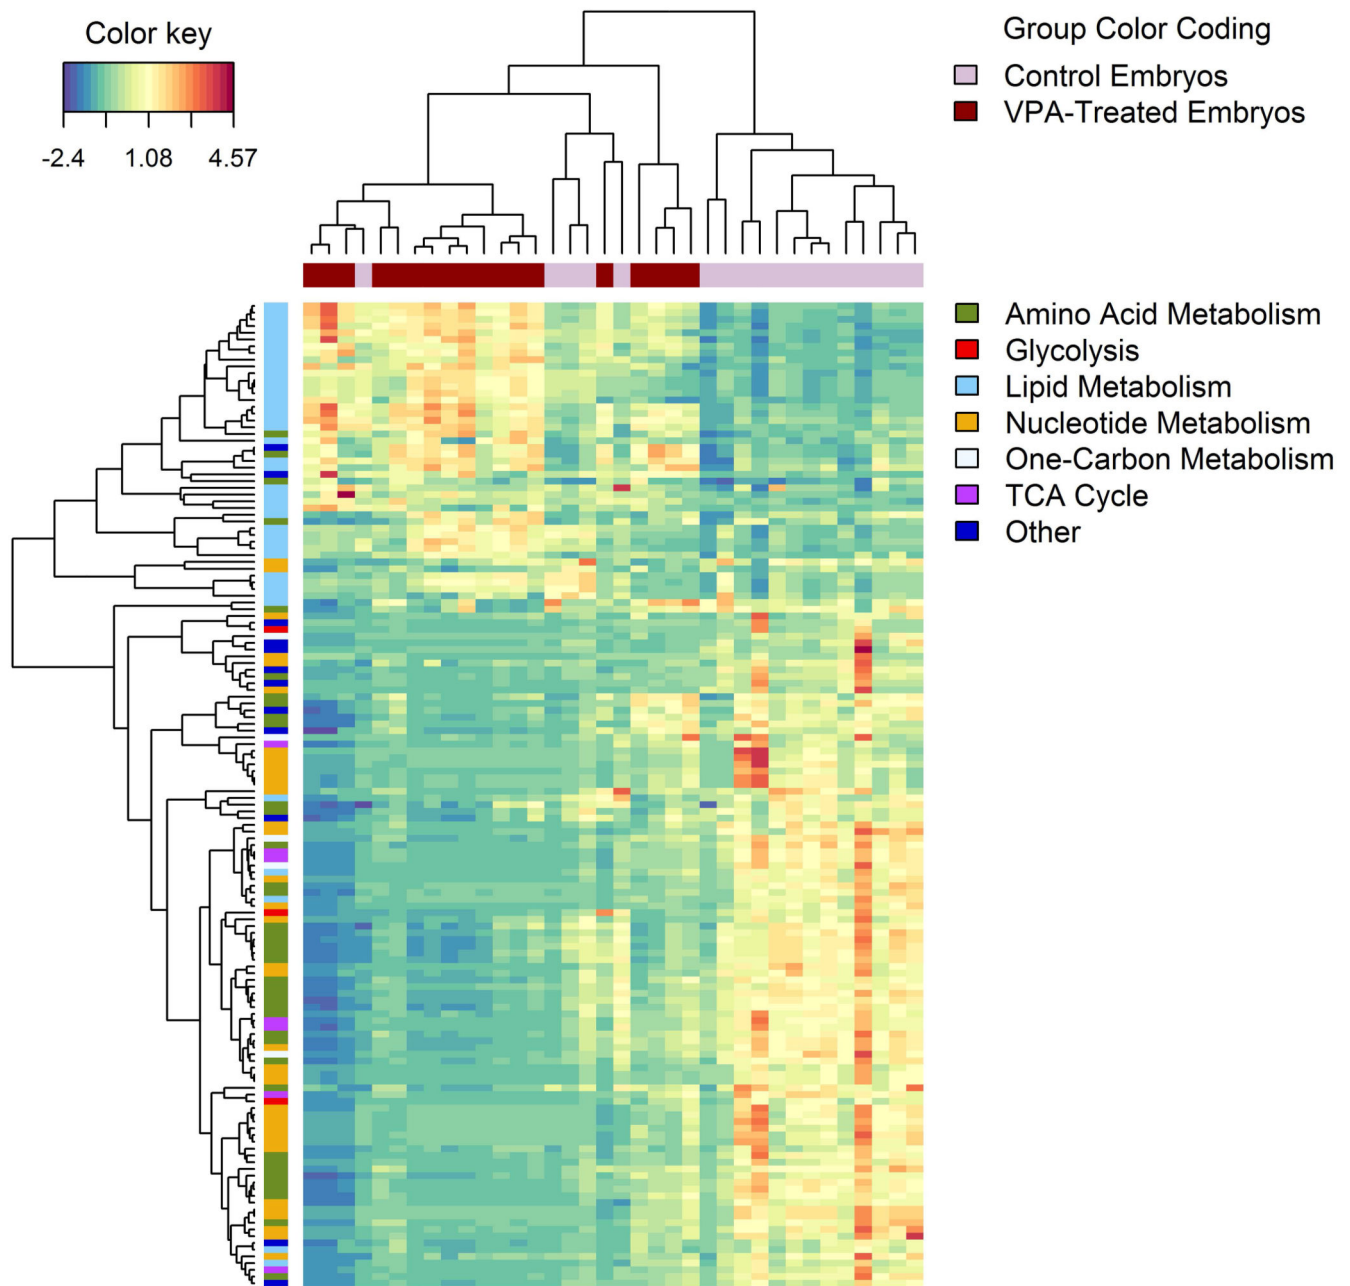 Color key
-2.4 1.08 4.57
Group Color Coding
Control Embryos
VPA-Treated Embryos
Amino Acid Metabolism
Glycolysis
Lipid Metabolism
Nucleotide Metabolism
One-Carbon Metabolism
TCA Cycle
Other